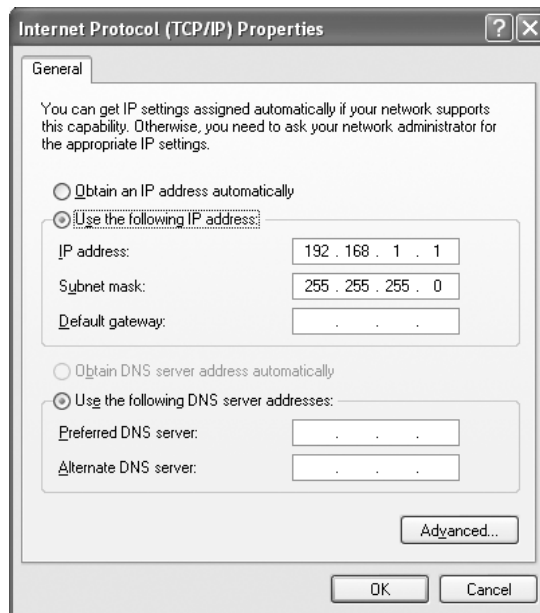 Internet Protocol (TCP/IP) Properties
General
You can get IP settings assigned automatically if your network supports
this capability. Otherwise, you need to ask your network administrator for
the appropriate IP settings.
Obtain an IP address automatically
Use the following IP address:
IP address: 192 . 168 . 1 . 1
Subnet mask: 255 . 255 . 255 . 0
Default gateway: . . .
Obtain DNS server address automatically
Use the following DNS server addresses:
Preferred DNS server: . . .
Alternate DNS server: . . .
Advanced...
OK Cancel